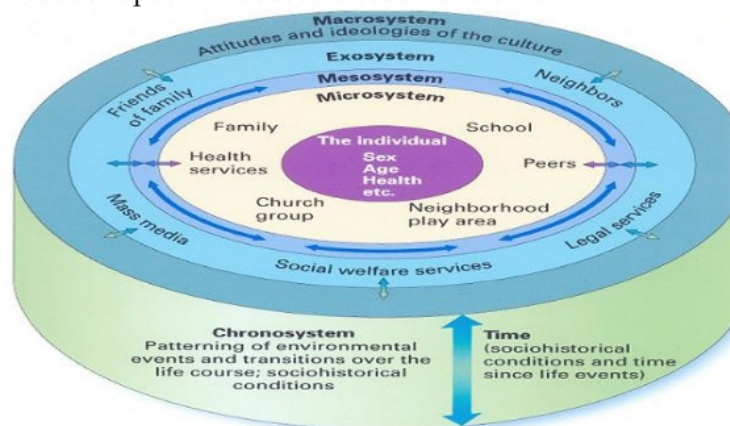 Macrosystem
Attitudes and ideologies of the culture
Exosystem
Mesosystem
Microsystem
Friends
of family
Neighbors
Family
School
The individual
Sex
Age
Health
etc.
Health
services
Peers
Church
group
Neighborhood
play area
Mass media
Legal services
Social welfare services
Chronosystem
Patterning of environmental
events and transitions over the
life course; sociohistorical
conditions
Time
(sociohistorical
conditions and time
since life events)